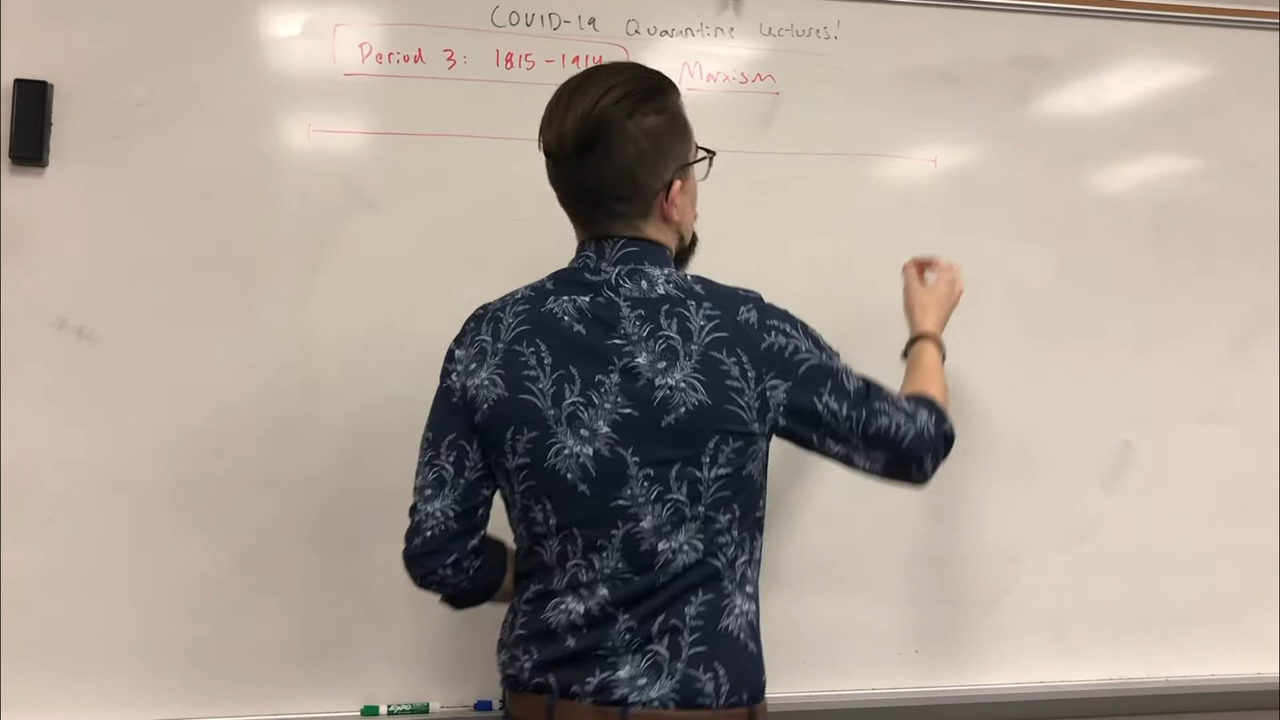 COVID-19 Quarantine Lectures!
Period 3: 1815-1914 Marxism
EXPO